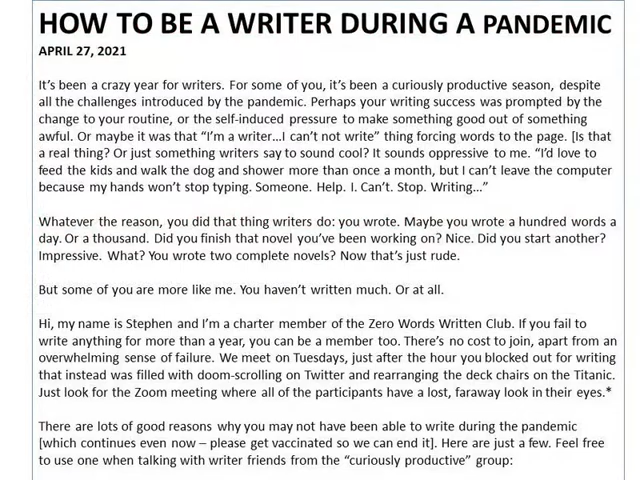 HOW TO BE A WRITER DURING A PANDEMIC
APRIL 27, 2021
It's been a crazy year for writers. For some of you, it's been a curiously productive season, despite
all the challenges introduced by the pandemic. Perhaps your writing success was prompted by the
change to your routine, or the self-induced pressure to make something good out of something
awful. Or maybe it was that “I'm a writer…I can't not write” thing forcing words to the page. [Is that
a real thing? Or just something writers say to sound cool? It sounds oppressive to me. “I'd love to
feed the kids and walk the dog and shower more than once a month, but I can't leave the computer
because my hands won't stop typing. Someone. Help. I. Can't. Stop. Writing…”
Whatever the reason, you did that thing writers do: you wrote. Maybe you wrote a hundred words a
day. Or a thousand. Did you finish that novel you've been working on? Nice. Did you start another?
Impressive. What? You wrote two complete novels? Now that's just rude.
But some of you are more like me. You haven't written much. Or at all.
Hi, my name is Stephen and I'm a charter member of the Zero Words Written Club. If you fail to
write anything for more than a year, you can be a member too. There's no cost to join, apart from an
overwhelming sense of failure. We meet on Tuesdays, just after the hour you blocked out for writing
that instead was filled with doom-scrolling on Twitter and rearranging the deck chairs on the Titanic.
Just look for the Zoom meeting where all of the participants have a lost, faraway look in their eyes.*
There are lots of good reasons why you may not have been able to write during the pandemic
[which continues even now – please get vaccinated so we can end it]. Here are just a few. Feel free
to use one when talking with writer friends from the “curiously productive” group: